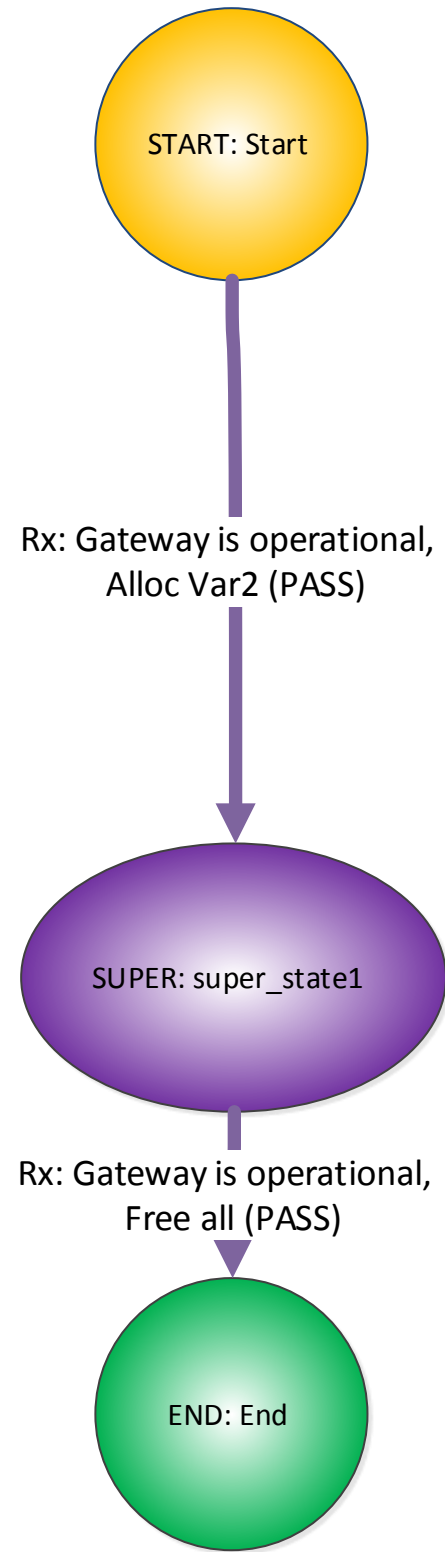 START: Start
Rx: Gateway is operational,
Alloc Var2 (PASS)
SUPER: super_state1
Rx: Gateway is operational,
Free all (PASS)
END: End